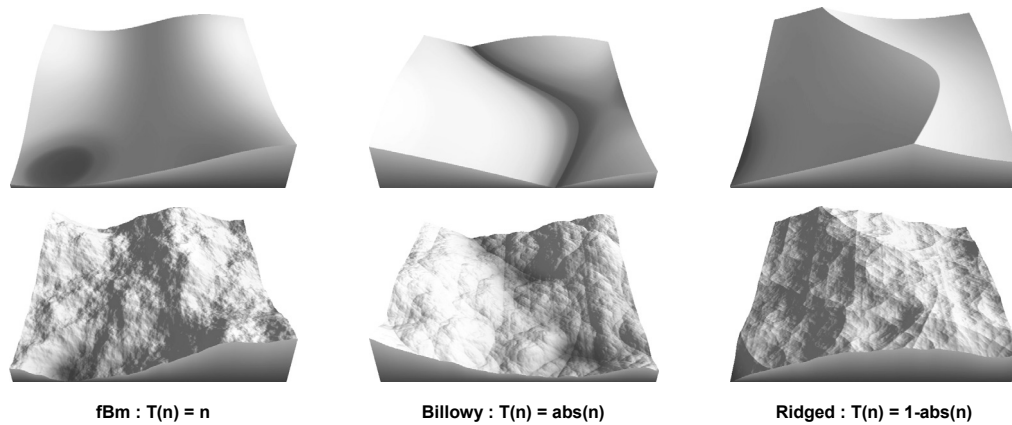 fBm : T(n) = n
Billowy : T(n) = abs(n)
Ridged : T(n) = 1-abs(n)